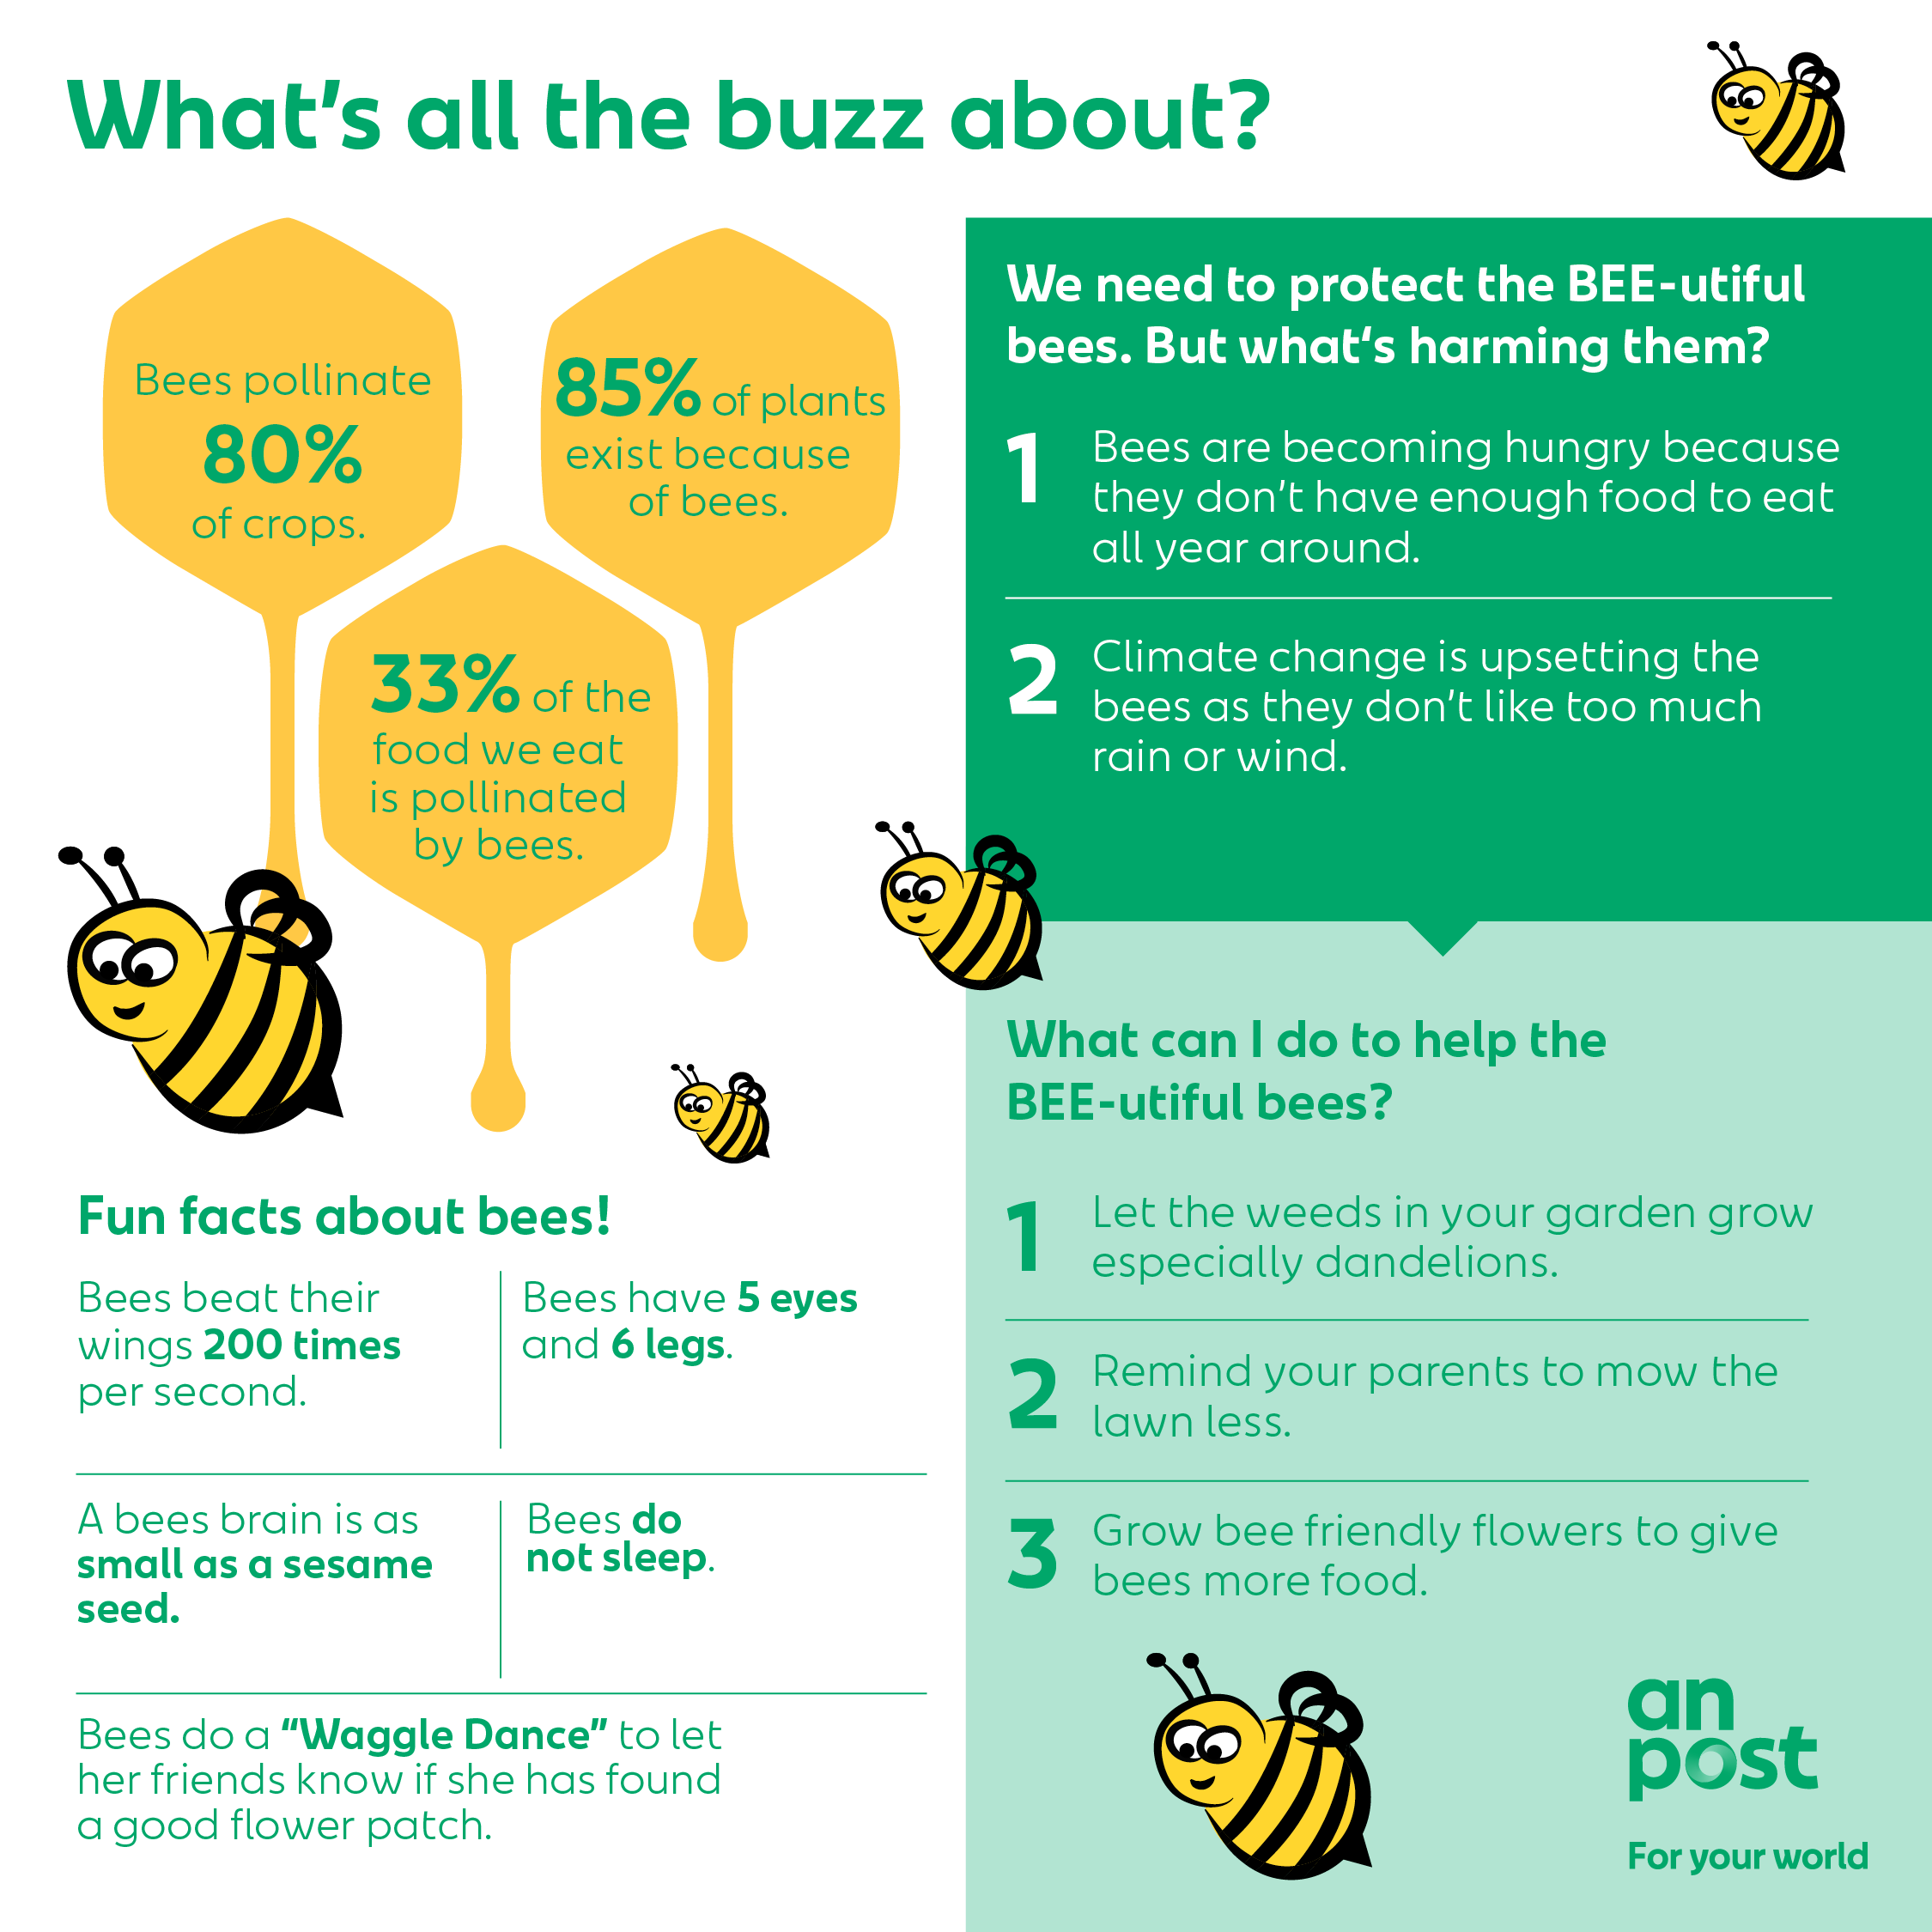 What's all the buzz about?
Bees pollinate
80%
of crops.
85% of plants
exist because
of bees.
33% of the
food we eat
is pollinated
by bees.
Fun facts about bees!
Bees beat their
wings 200 times
per second.
Bees have 5 eyes
and 6 legs.
A bees brain is as
small as a sesame
seed.
Bees do
not sleep.
Bees do a “Waggle Dance” to let
her friends know if she has found
a good flower patch.
We need to protect the BEE-utiful
bees. But what‘s harming them?
1 Bees are becoming hungry because
they don't have enough food to eat
all year around.
2 Climate change is upsetting the
bees as they don't like too much
rain or wind.
What can I do to help the
BEE-utiful bees?
1 Let the weeds in your garden grow
especially dandelions.
2 Remind your parents to mow the
lawn less.
3 Grow bee friendly flowers to give
bees more food.
an
post
For your world